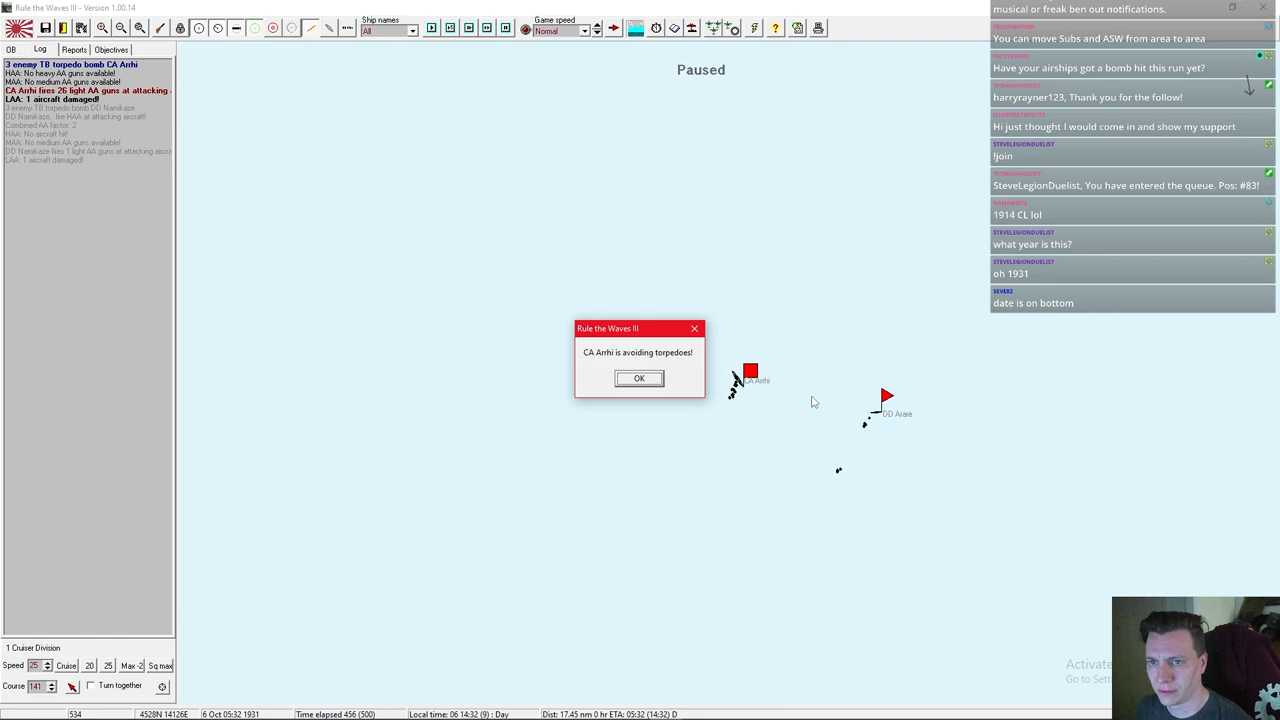 Rule the Waves III - Version 1.00.14
Ship names
All
Game speed
Normal
OB
Log
Reports
Objectives
3 enemy TB torpedo bomb CA Arrhi
HAA: No heavy AA guns available!
MAA: No medium AA guns available!
CA Arrhi fires 26 light AA guns at attacking
LAA: 1 aircraft damaged!
3 enemy TB torpedo bomb DD Namikaze
DD Namikaze, fire HAA at attacking aircraft!
Combined AA factor: 2
HAA: No aircraft hit!
MAA: No medium AA guns available!
DD Namikaze fires 1 light AA guns at attacking aircra
LAA: 1 aircraft damaged!
Paused
Rule the Waves III
CA Arrhi is avoiding torpedoes!
OK
CA Arrhi
DD Arare
musical or freak ben out notifications.
You can move Subs and ASW from area to area
Have your airships got a bomb hit this run yet?
harryrayner123, Thank you for the follow!
Hi just thought I would come in and show my support
STEVELEGIONDUELIST
!join
SteveLegionDuelist, You have entered the queue. Pos: #83!
1914 CL lol
STEVELEGIONDUELIST
what year is this?
STEVELEGIONDUELIST
oh 1931
date is on bottom
1 Cruiser Division
Speed 25 Cruise 20 25 Max -2 Sq max
Course 141 Turn together
Activate
Go to Sett
534 4528N 14126E 6 Oct 05:32 1931 Time elapsed 456 (500) Local time: 06 14:32 (9) : Day Dist: 17.45 nm 0 hr ETA: 05:32 (14:32) D